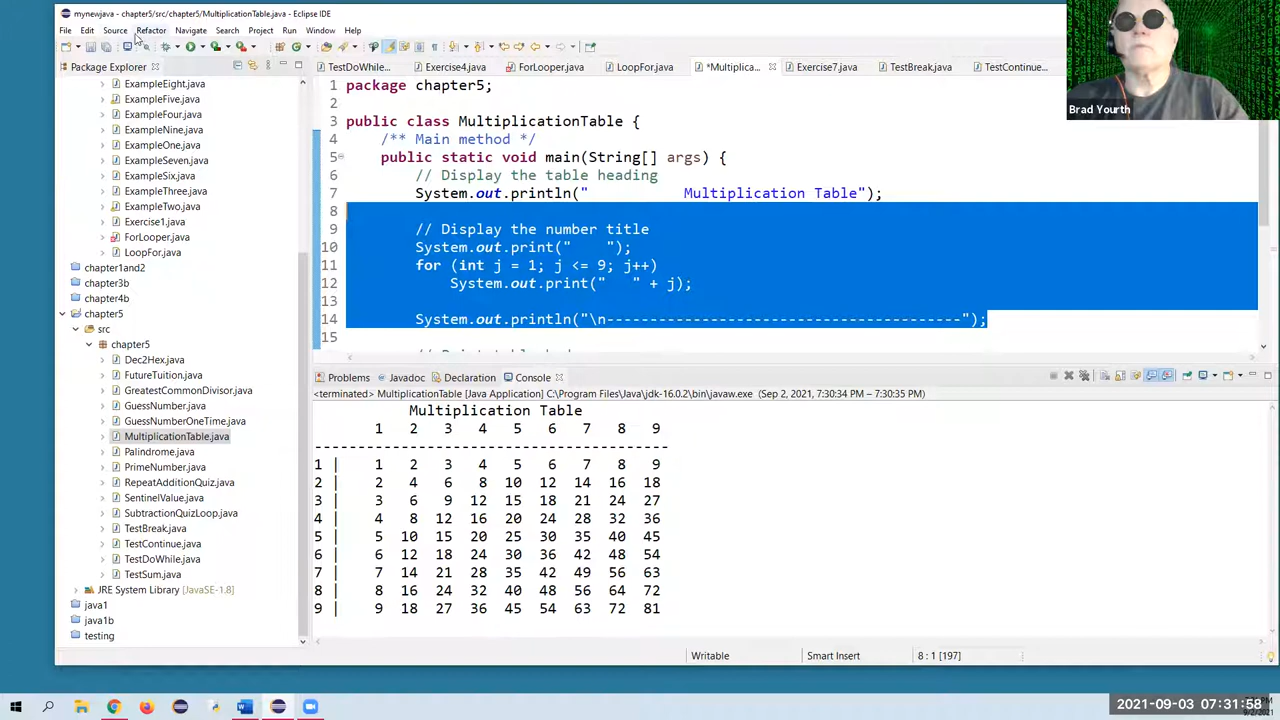 mynewjava - chapter5/src/chapter5/MultiplicationTable.java - Eclipse IDE
File Edit Source Refactor Navigate Search Project Run Window Help
Package Explorer
ExampleEight.java
ExampleFive.java
ExampleFour.java
ExampleNine.java
ExampleOne.java
ExampleSeven.java
ExampleSix.java
ExampleThree.java
ExampleTwo.java
Exercise1.java
ForLooper.java
LoopFor.java
chapter1and2
chapter3b
chapter4b
chapter5
src
chapter5
Dec2Hex.java
FutureTuition.java
GreatestCommonDivisor.java
GuessNumber.java
GuessNumberOneTime.java
MultiplicationTable.java
Palindrome.java
PrimeNumber.java
RepeatAdditionQuiz.java
SentinelValue.java
SubtractionQuizLoop.java
TestBreak.java
TestContinue.java
TestDoWhile.java
TestSum.java
JRE System Library [JavaSE-1.8]
java1
java1b
testing
TestDoWhile... Exercise4.java ForLooper.java LoopFor.java *Multiplica... Exercise7.java TestBreak.java TestContinue...
1 package chapter5;
2
3 public class MultiplicationTable {
4 /** Main method */
5 public static void main(String[] args) {
6 // Display the table heading
7 System.out.println("           Multiplication Table");
8
9 // Display the number title
10 System.out.print("    ");
11 for (int j = 1; j <= 9; j++)
12 System.out.print("   " + j);
13
14 System.out.println("\n-----------------------------------------");
15
Problems Javadoc Declaration Console
<terminated> MultiplicationTable [Java Application] C:\Program Files\Java\jdk-16.0.2\bin\javaw.exe (Sep 2, 2021, 7:30:34 PM – 7:30:35 PM)
Multiplication Table
1 2 3 4 5 6 7 8 9
-----------------------------------------
1 | 1 2 3 4 5 6 7 8 9
2 | 2 4 6 8 10 12 14 16 18
3 | 3 6 9 12 15 18 21 24 27
4 | 4 8 12 16 20 24 28 32 36
5 | 5 10 15 20 25 30 35 40 45
6 | 6 12 18 24 30 36 42 48 54
7 | 7 14 21 28 35 42 49 56 63
8 | 8 16 24 32 40 48 56 64 72
9 | 9 18 27 36 45 54 63 72 81
Writable Smart Insert 8 : 1 [197]
Brad Yourth
2021-09-03 07:31:58
9/2/2021